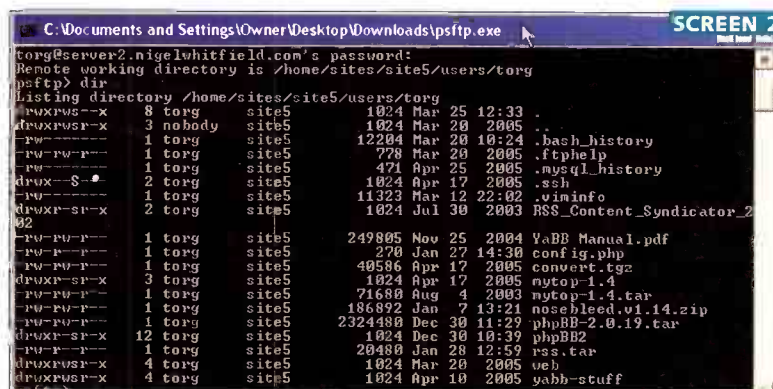 C:\Documents and Settings\Owner\Desktop\Downloads\psftp.exe
SCREEN 2
torg@server2.nigelwhitfield.com's password:
Remote working directory is /home/sites/site5/users/torg
psftp> dir
Listing directory /home/sites/site5/users/torg
drwxrws--x 8 torg site5 1024 Mar 25 12:33 .
drwxrwsr-x 3 nobody site5 1024 Mar 20 2005 ..
-rw------- 1 torg site5 12204 Mar 20 10:24 .bash_history
-rw-rw-r-- 1 torg site5 778 Mar 20 2005 .ftphelp
-rw------- 1 torg site5 471 Apr 25 2005 .mysql_history
drwx--S--- 2 torg site5 1024 Apr 17 2005 .ssh
-rw------- 1 torg site5 11323 Mar 12 22:02 .viminfo
drwxr-sr-x 2 torg site5 1024 Jul 30 2003 RSS_Content_Syndicator_2
02
-rw-rw-r-- 1 torg site5 249805 Nov 25 2004 YaBB Manual.pdf
-rw-rw-r-- 1 torg site5 270 Jan 27 14:30 config.php
-rw-rw-r-- 1 torg site5 40586 Apr 17 2005 convert.tgz
drwxr-sr-x 3 torg site5 1024 Apr 17 2005 mytop-1.4
-rw-rw-r-- 1 torg site5 71680 Aug 4 2003 mytop-1.4.tar
-rw-rw-r-- 1 torg site5 186892 Jan 7 13:21 nosebleed.v1.14.zip
-rw-rw-r-- 1 torg site5 2324480 Dec 30 11:29 phpBB-2.0.19.tar
drwxr-sr-x 12 torg site5 1024 Dec 30 10:39 phpBB2
-rw-rw-r-- 1 torg site5 20480 Jan 28 12:59 rss.tar
drwxrwsr-x 4 torg site5 1024 Mar 20 2005 web
drwxrwsr-x 4 torg site5 1024 Apr 10 2005 yabb-stuff